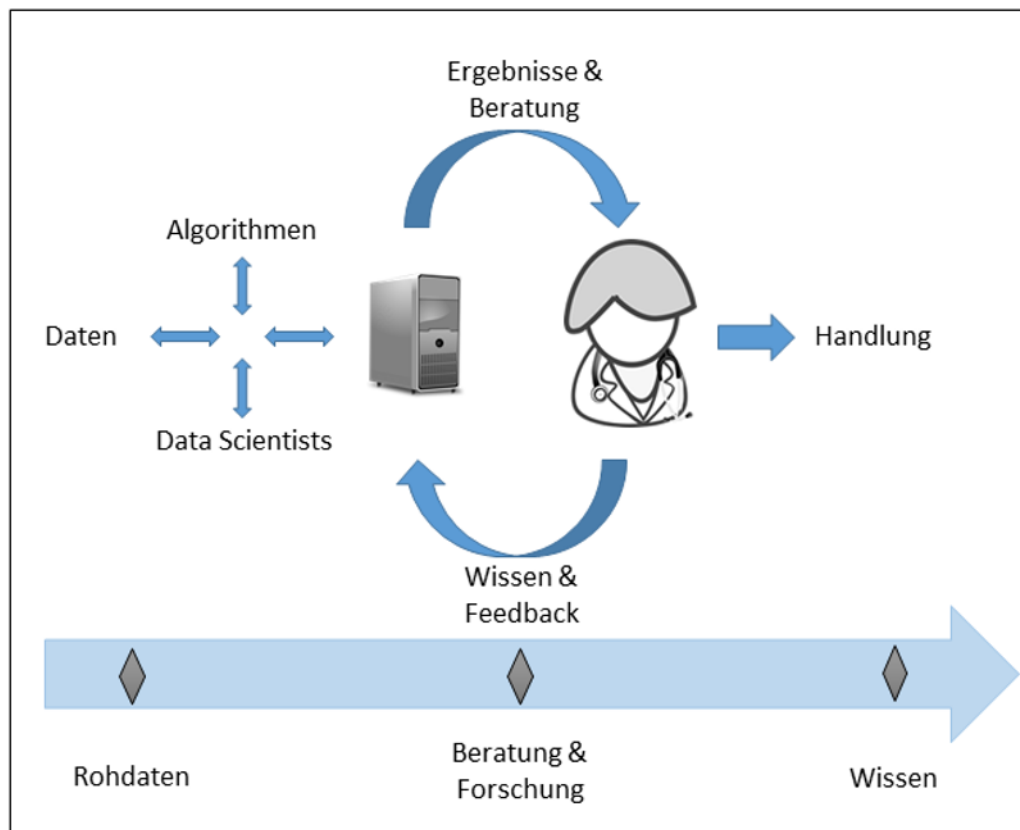 Ergebnisse &
Beratung
Algorithmen
Daten
Handlung
Data Scientists
Wissen &
Feedback
Rohdaten
Beratung &
Forschung
Wissen